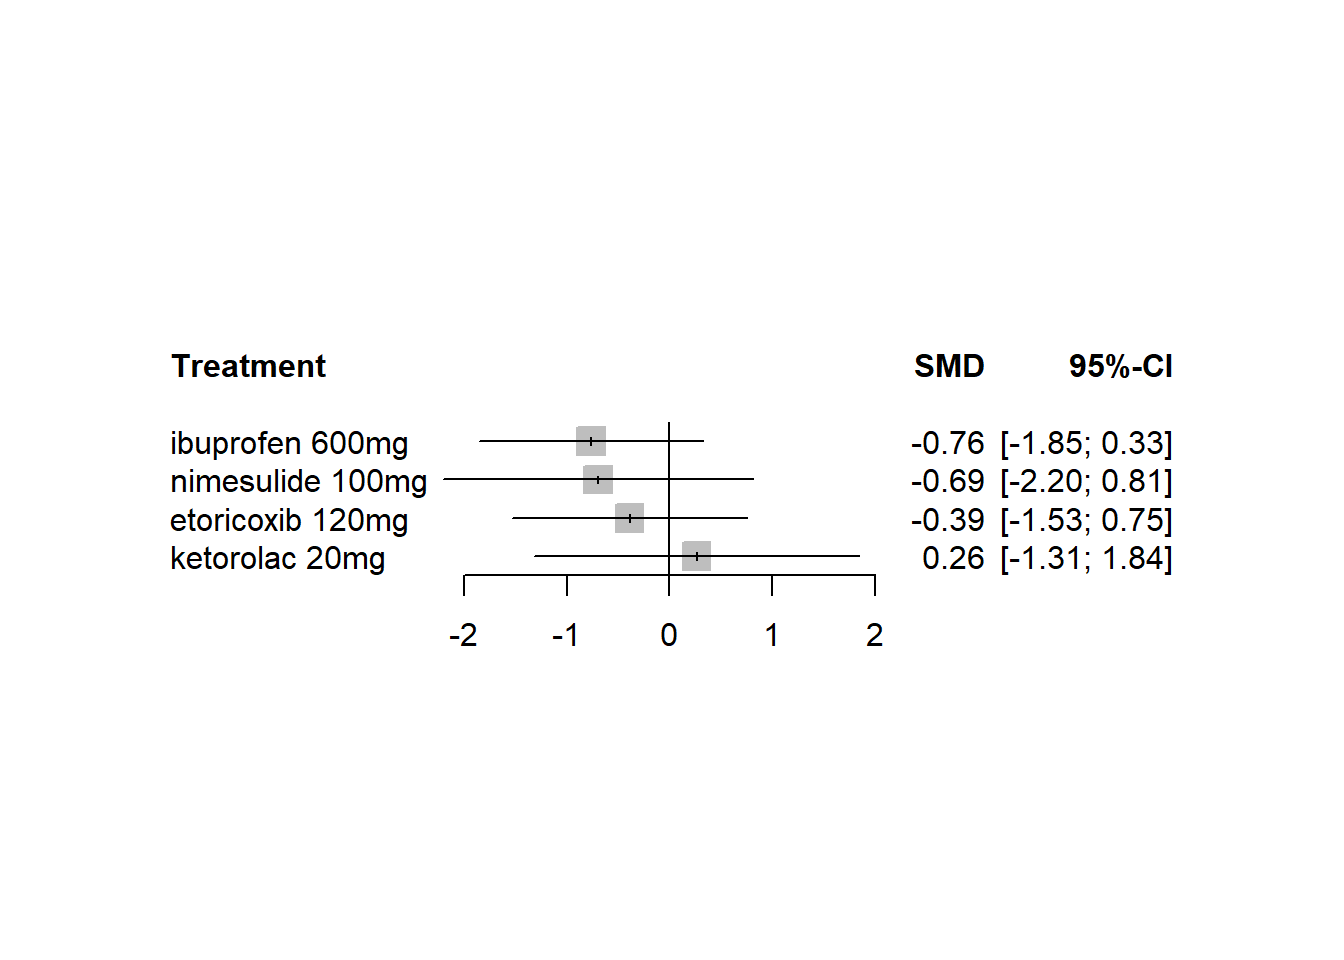 Treatment SMD 95%-CI
ibuprofen 600mg -0.76 [-1.85; 0.33]
nimesulide 100mg -0.69 [-2.20; 0.81]
etoricoxib 120mg -0.39 [-1.53; 0.75]
ketorolac 20mg 0.26 [-1.31; 1.84]
-2 -1 0 1 2